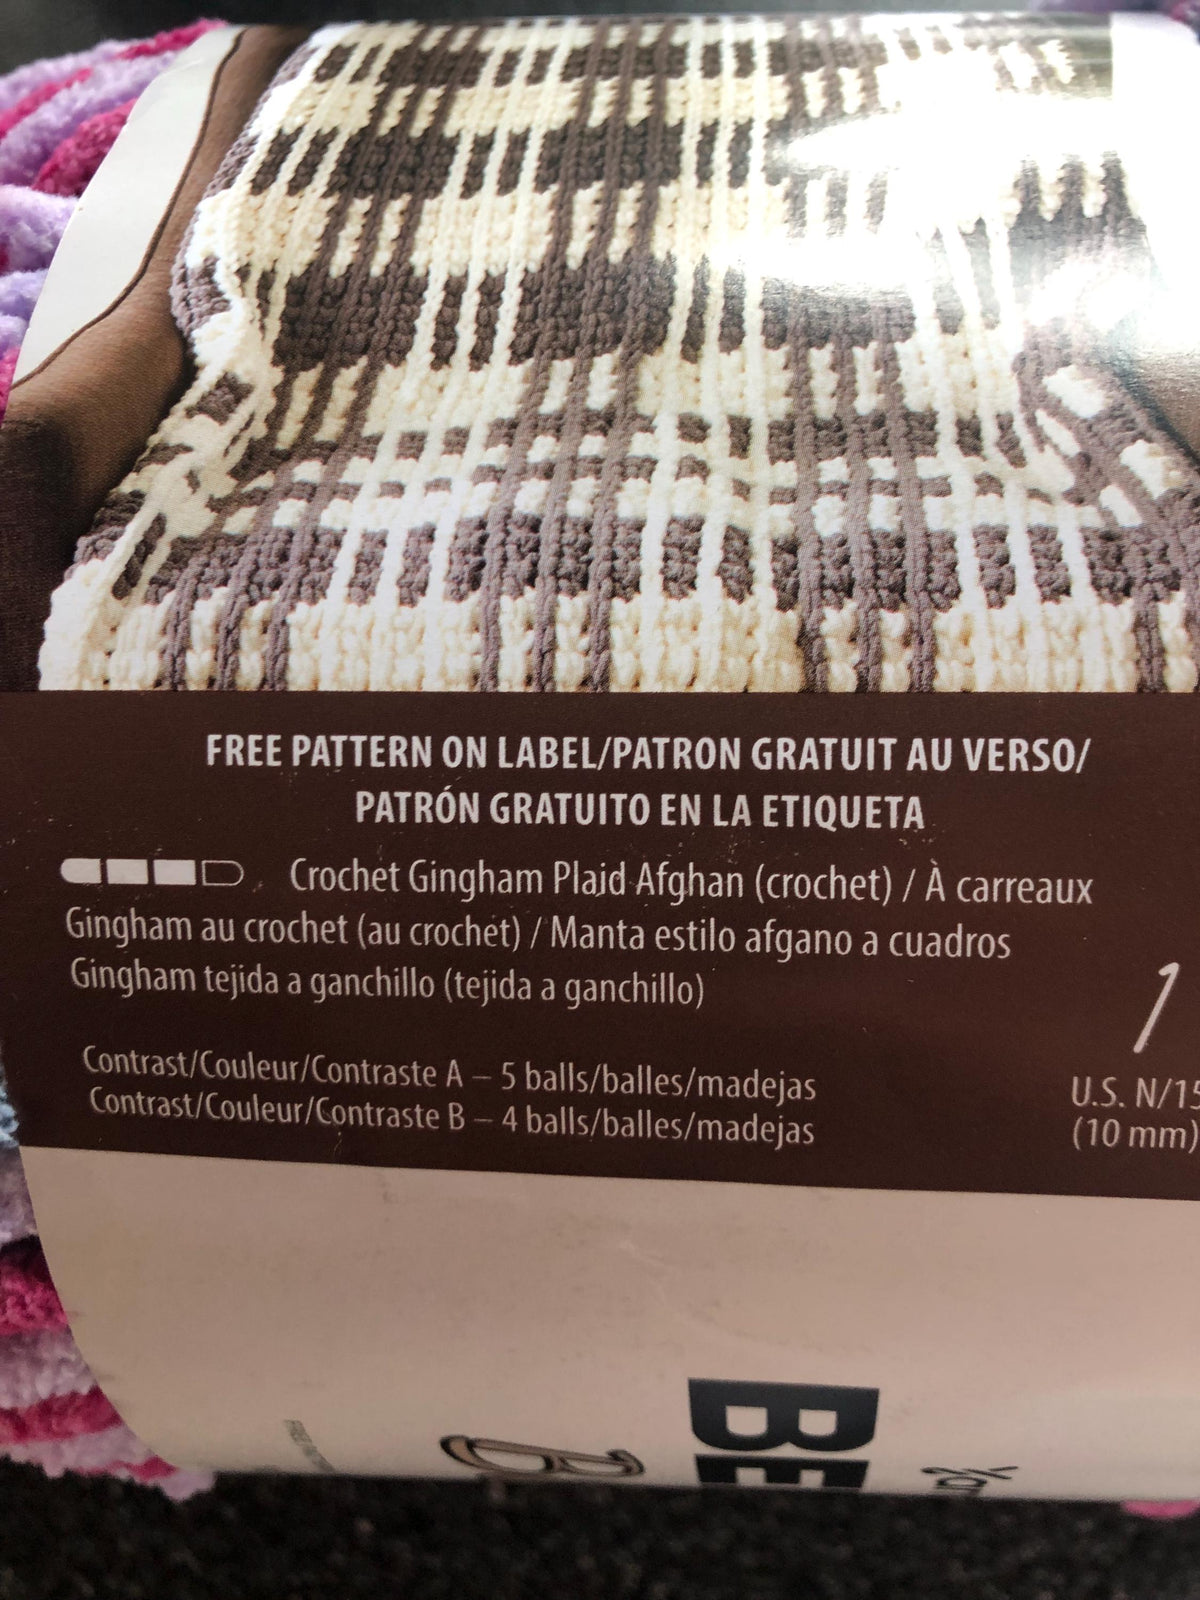 FREE PATTERN ON LABEL/PATRON GRATUIT AU VERSO/
PATRÓN GRATUITO EN LA ETIQUETA
Crochet Gingham Plaid Afghan (crochet) / À carreaux
Gingham au crochet (au crochet) / Manta estilo afgano a cuadros
Gingham tejida a ganchillo (tejida a ganchillo)
Contrast/Couleur/Contraste A – 5 balls/balles/madejas
Contrast/Couleur/Contraste B – 4 balls/balles/madejas
U.S. N/15
(10 mm)
BE